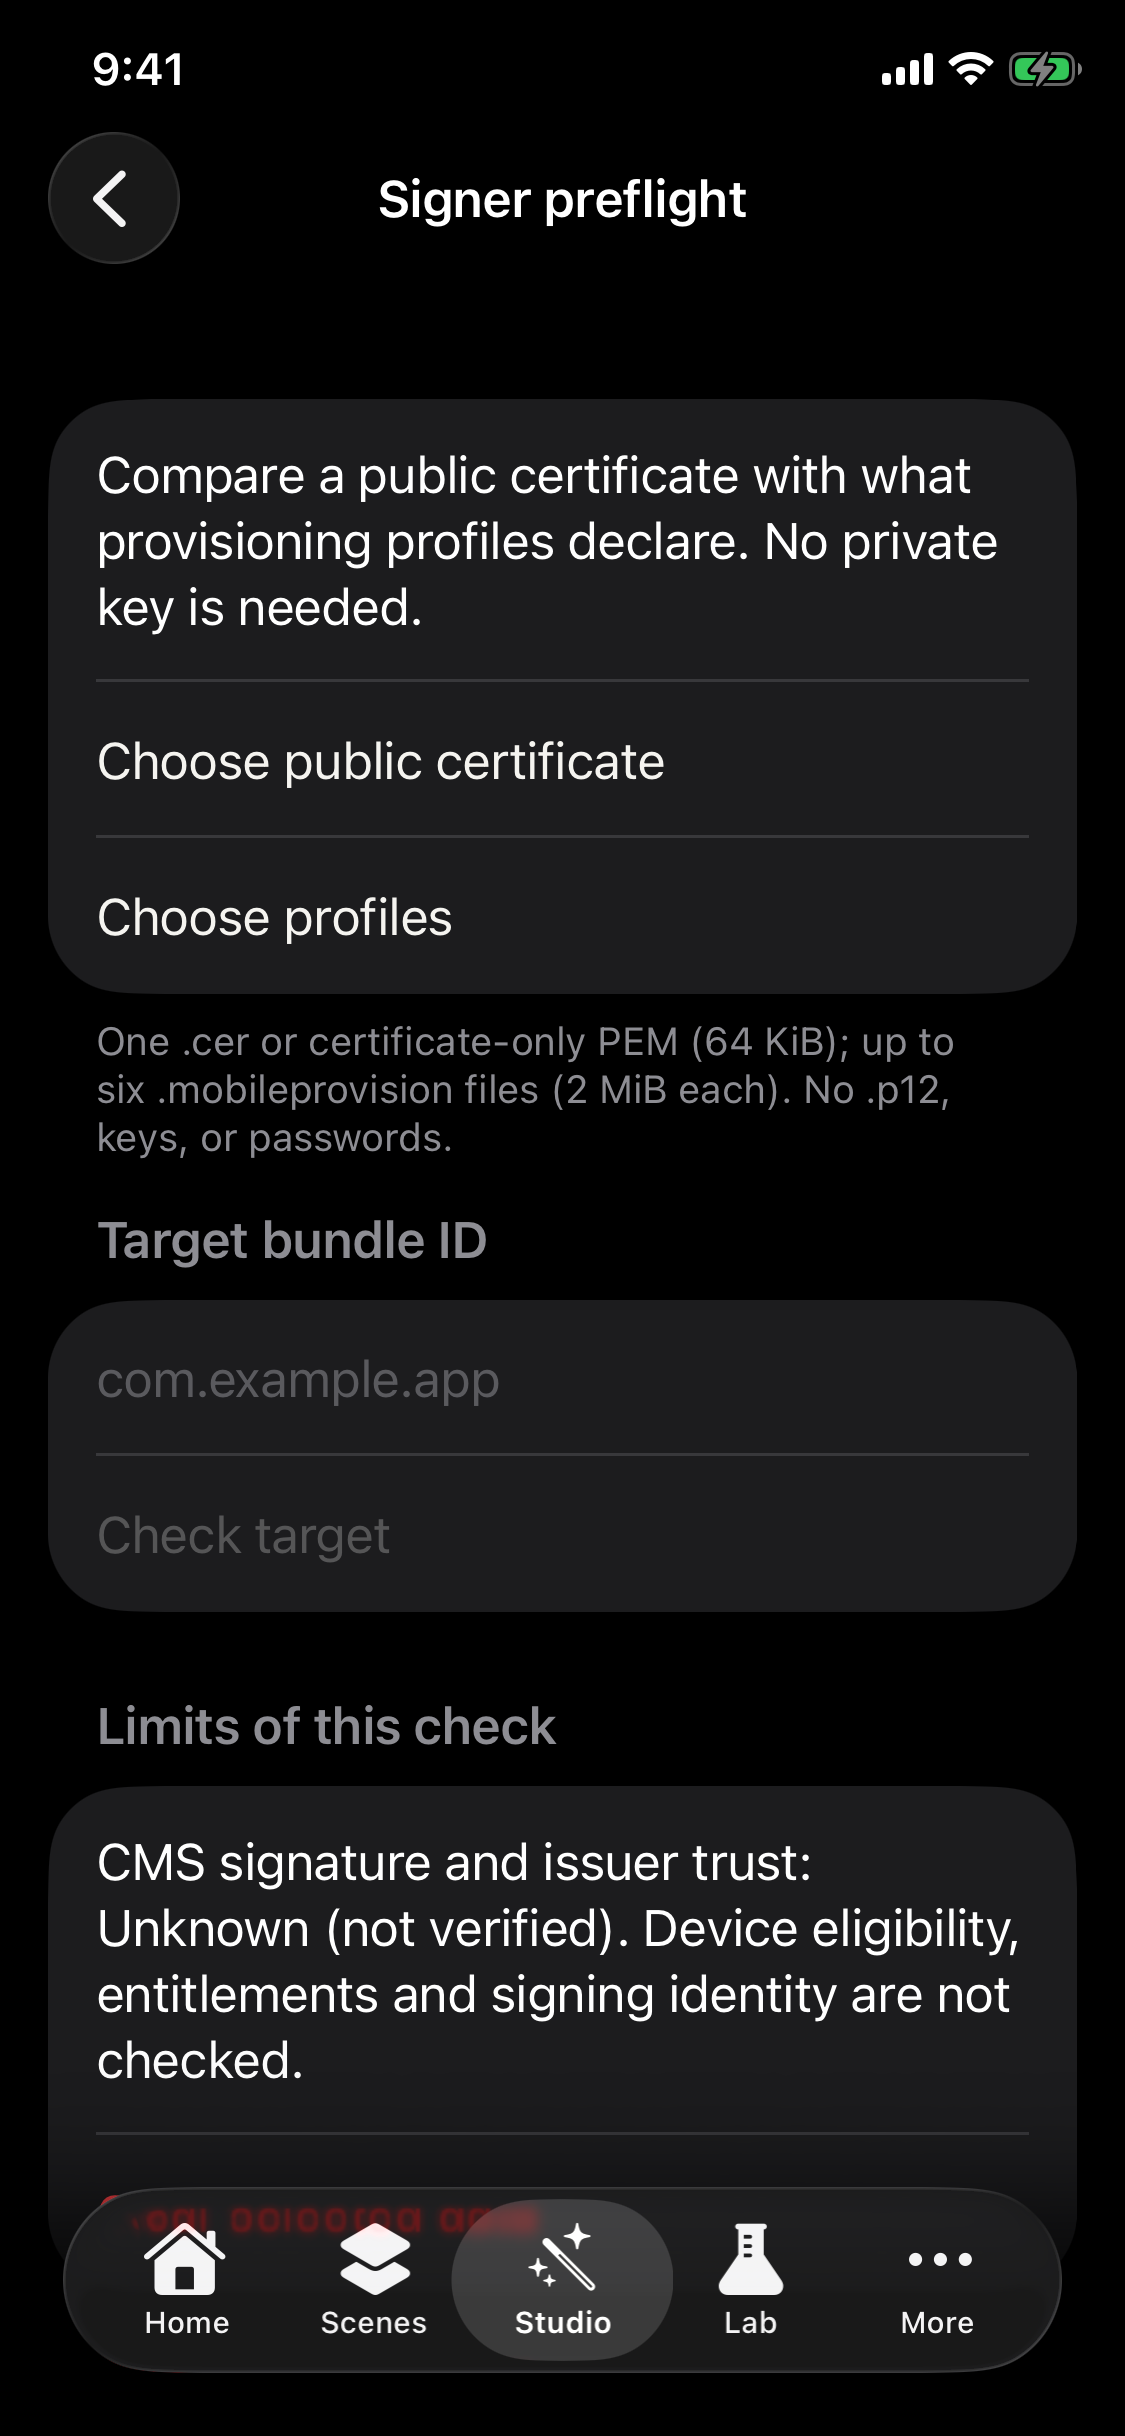 9:41
Signer preflight
Compare a public certificate with what
provisioning profiles declare. No private
key is needed.
Choose public certificate
Choose profiles
One .cer or certificate-only PEM (64 KiB); up to
six .mobileprovision files (2 MiB each). No .p12,
keys, or passwords.
Target bundle ID
com.example.app
Check target
Limits of this check
CMS signature and issuer trust:
Unknown (not verified). Device eligibility,
entitlements and signing identity are not
checked.
Home
Scenes
Studio
Lab
More